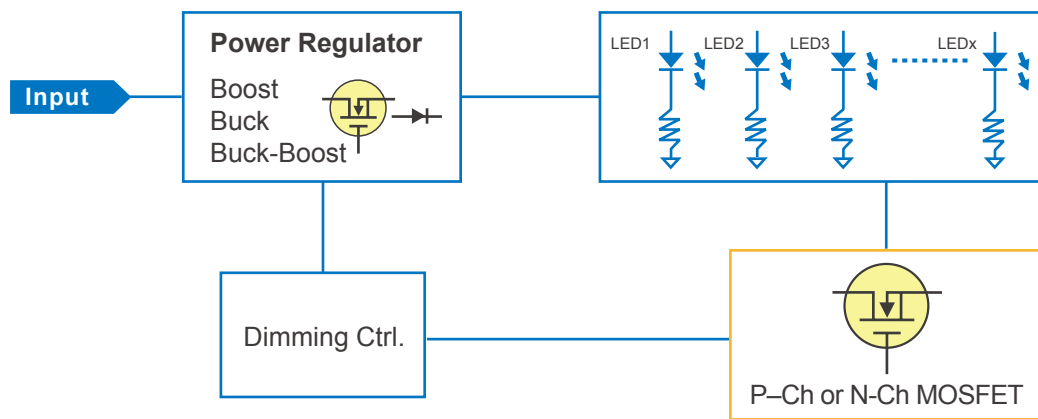 Input
Power Regulator
Boost
Buck
Buck-Boost
LED1
LED2
LED3
LEDx
Dimming Ctrl.
P–Ch or N-Ch MOSFET